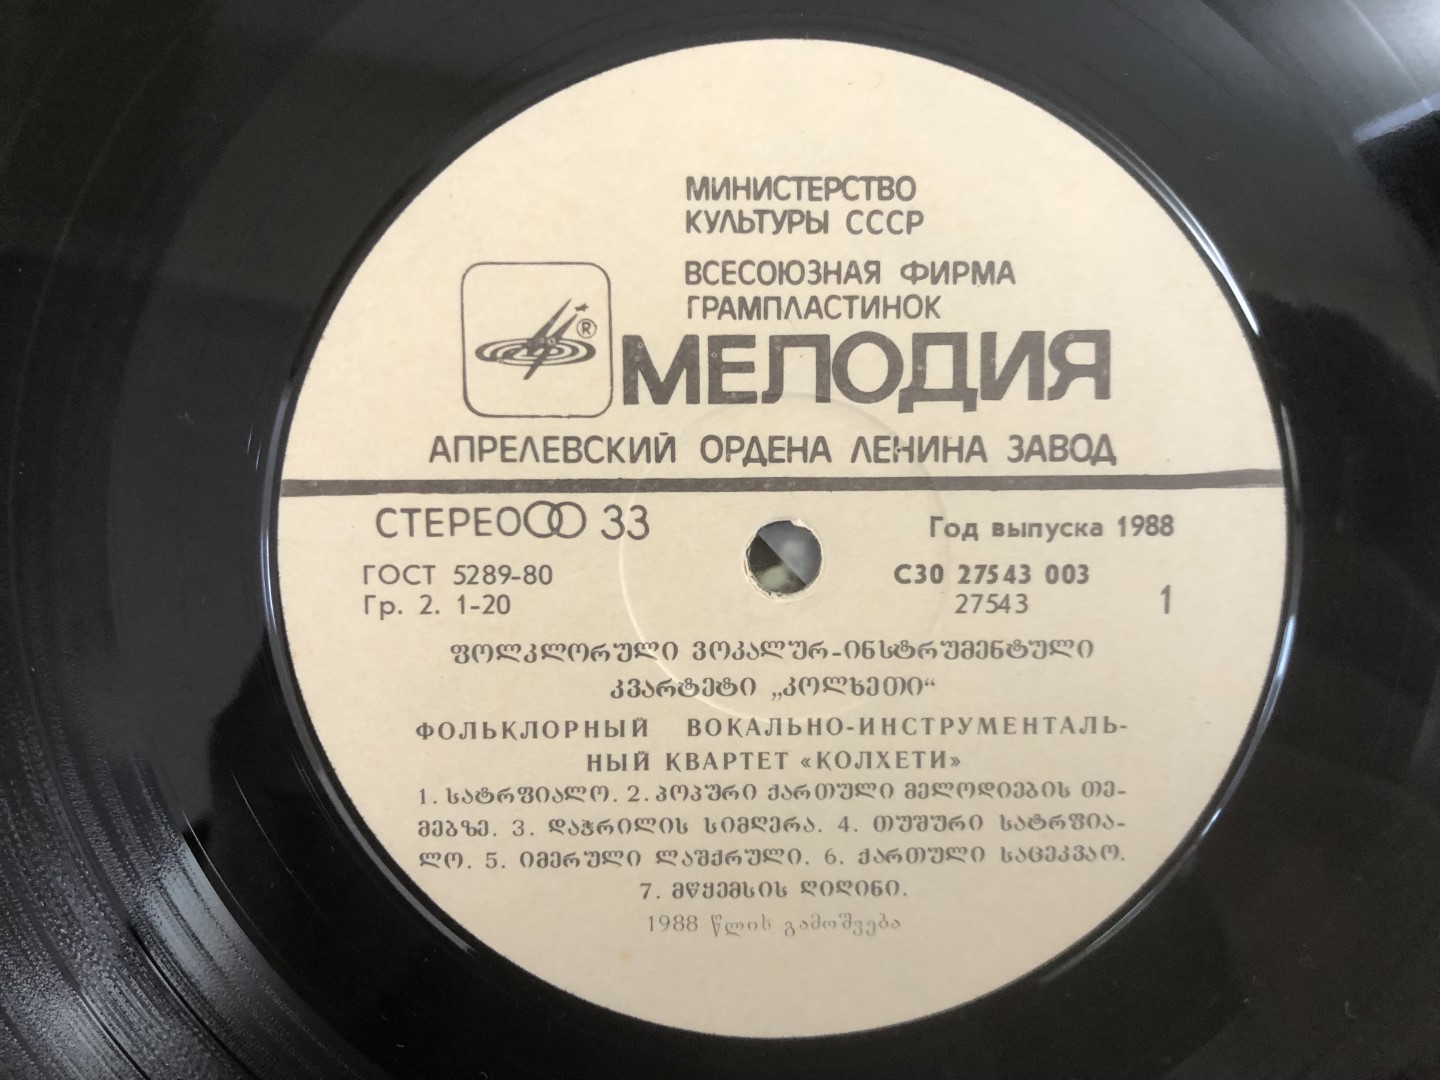 МИНИСТЕРСТВО
КУЛЬТУРЫ СССР
ВСЕСОЮЗНАЯ ФИРМА
ГРАМПЛАСТИНОК
®
МЕЛОДИЯ
АПРЕЛЕВСКИЙ ОРДЕНА ЛЕНИНА ЗАВОД
СТЕРЕО 33
Год выпуска 1988
ГОСТ 5289-80
С30 27543 003
Гр. 2. 1-20
27543
1
ფოლკლორული ვოკალურ-ინსტრუმენტული
კვარტეტი „კოლხეთი“
ФОЛЬКЛОРНЫЙ ВОКАЛЬНО-ИНСТРУМЕНТАЛЬ-
НЫЙ КВАРТЕТ «КОЛХЕТИ»
1. სატრფიალო. 2. პოპური ქართული მელოდიების თე-
მებზე. 3. დაჭრილის სიმღერა. 4. თუშური სატრფია-
ლო. 5. იმერული ლაშქრული. 6. ქართული საცეკვაო.
7. მწყემსის ღიღინი.
1988 წლის გამოშვება